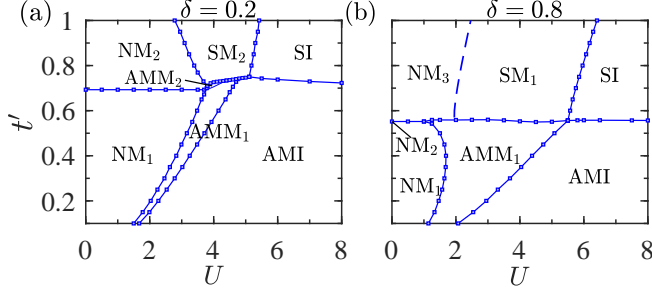 (a) δ = 0.2
t′
1
0.8
0.6
0.4
0.2
NM₂
SM₂
SI
AMM₂
AMM₁
NM₁
AMI
0 2 4 6 8
U
(b) δ = 0.8
NM₃
SM₁
SI
NM₂
AMM₁
NM₁
AMI
0 2 4 6 8
U